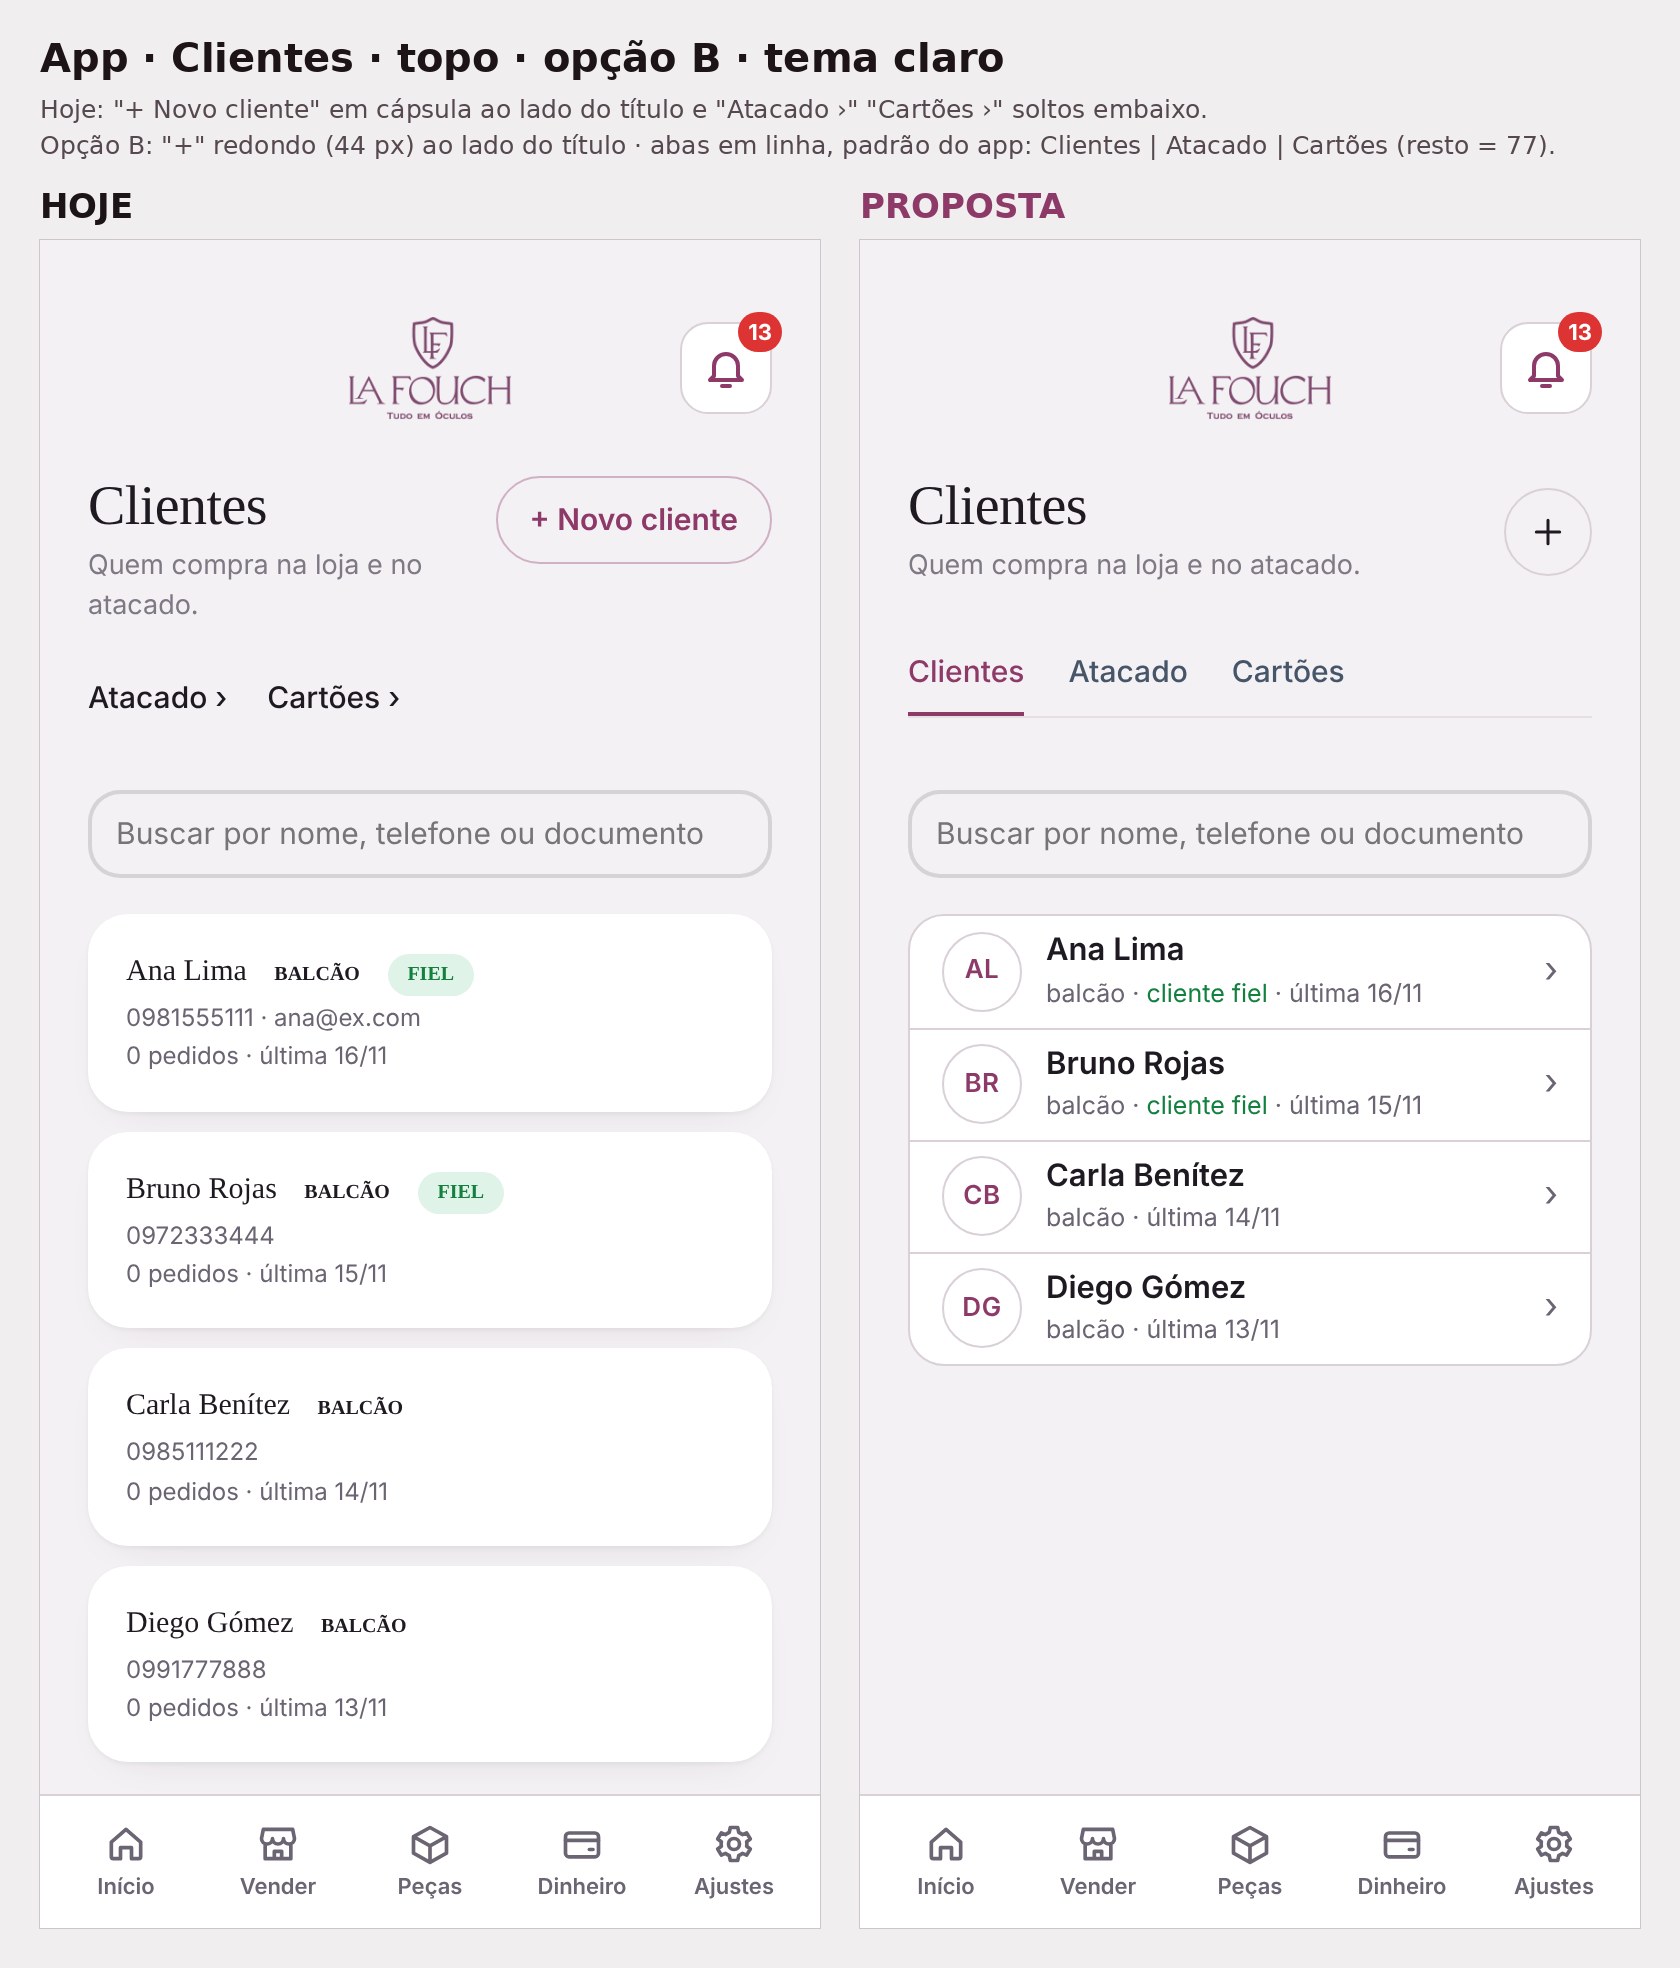 App · Clientes · topo · opção B · tema claro
Hoje: "+ Novo cliente" em cápsula ao lado do título e "Atacado ›" "Cartões ›" soltos embaixo.
Opção B: "+" redondo (44 px) ao lado do título · abas em linha, padrão do app: Clientes | Atacado | Cartões (resto = 77).
HOJE
LF
LA FOUCH
TUDO EM ÓCULOS
13
Clientes
+ Novo cliente
Quem compra na loja e no
atacado.
Atacado › Cartões ›
Buscar por nome, telefone ou documento
Ana Lima BALCÃO FIEL
0981555111 · ana@ex.com
0 pedidos · última 16/11
Bruno Rojas BALCÃO FIEL
0972333444
0 pedidos · última 15/11
Carla Benítez BALCÃO
0985111222
0 pedidos · última 14/11
Diego Gómez BALCÃO
0991777888
0 pedidos · última 13/11
Início Vender Peças Dinheiro Ajustes
PROPOSTA
LF
LA FOUCH
TUDO EM ÓCULOS
13
Clientes
+
Quem compra na loja e no atacado.
Clientes Atacado Cartões
Buscar por nome, telefone ou documento
AL Ana Lima ›
balcão · cliente fiel · última 16/11
BR Bruno Rojas ›
balcão · cliente fiel · última 15/11
CB Carla Benítez ›
balcão · última 14/11
DG Diego Gómez ›
balcão · última 13/11
Início Vender Peças Dinheiro Ajustes